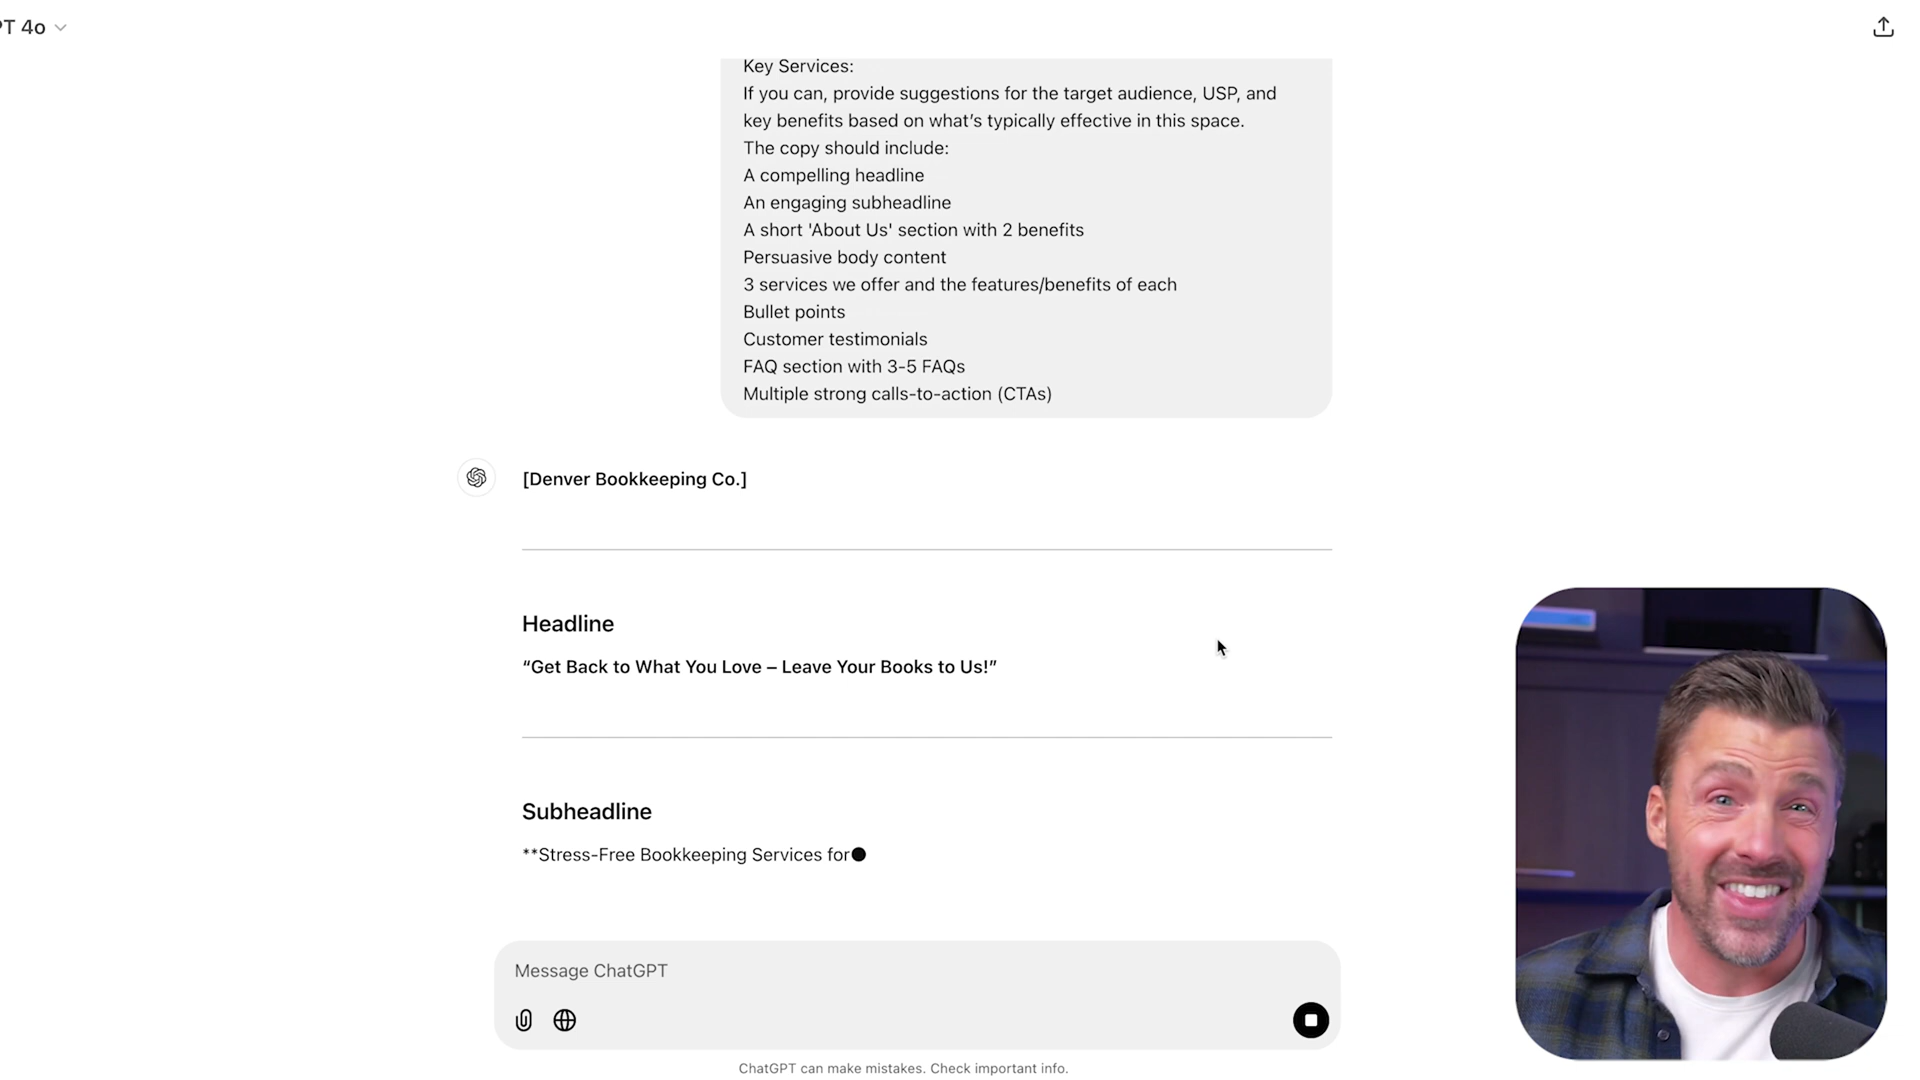 PT 4o
Key Services:
If you can, provide suggestions for the target audience, USP, and
key benefits based on what’s typically effective in this space.
The copy should include:
A compelling headline
An engaging subheadline
A short 'About Us' section with 2 benefits
Persuasive body content
3 services we offer and the features/benefits of each
Bullet points
Customer testimonials
FAQ section with 3-5 FAQs
Multiple strong calls-to-action (CTAs)
[Denver Bookkeeping Co.]
Headline
“Get Back to What You Love – Leave Your Books to Us!”
Subheadline
**Stress-Free Bookkeeping Services for
Message ChatGPT
ChatGPT can make mistakes. Check important info.